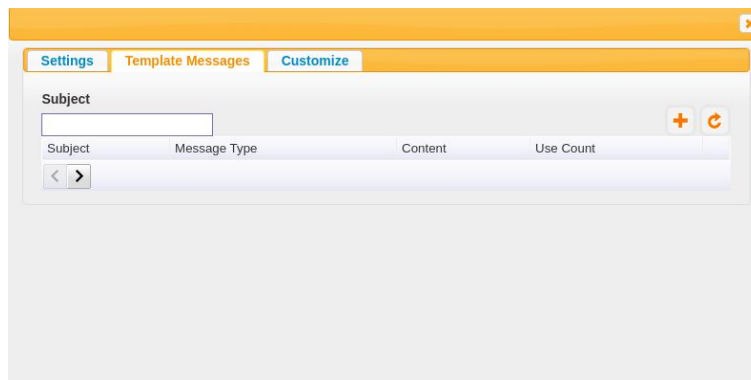 Settings Template Messages Customize
Subject
Subject Message Type Content Use Count